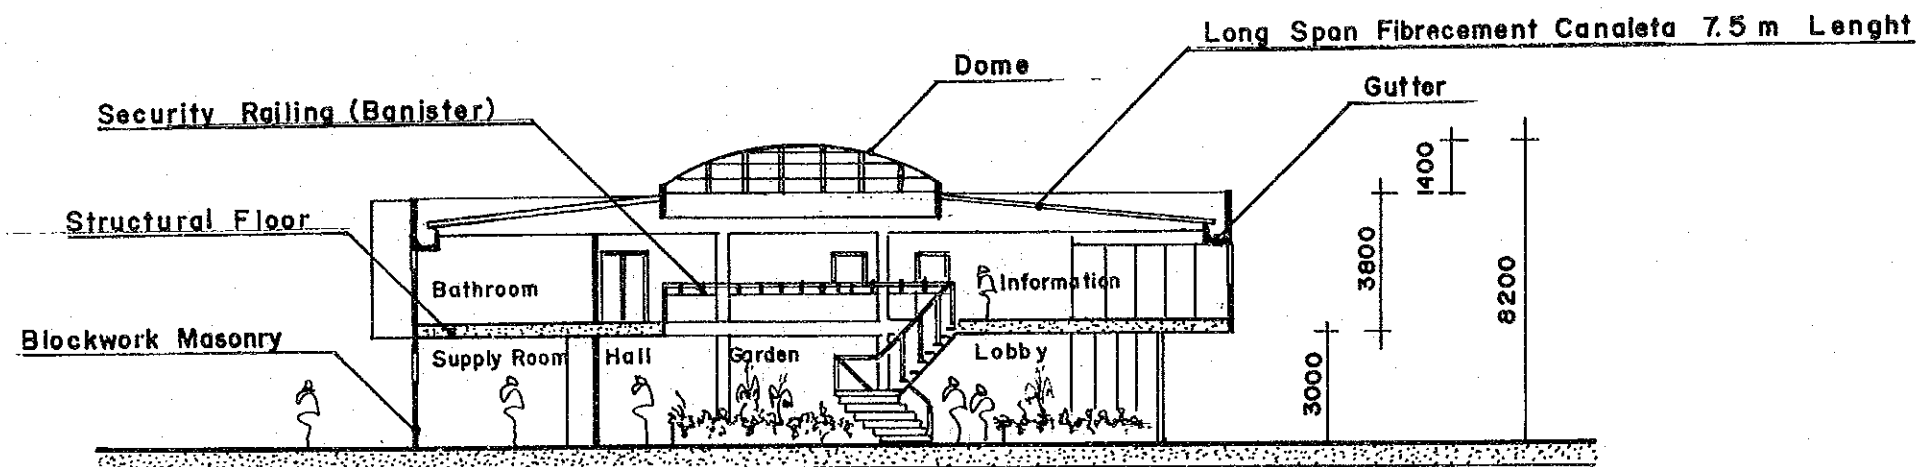 Long Span Fibrecement Canaleta 7.5 m Lenght
Dome
Gutter
Security Railing (Banister)
1400
Structural Floor
3800
8200
Bathroom
Information
Blockwork Masonry
Supply Room
Hall
Garden
Lobby
3000